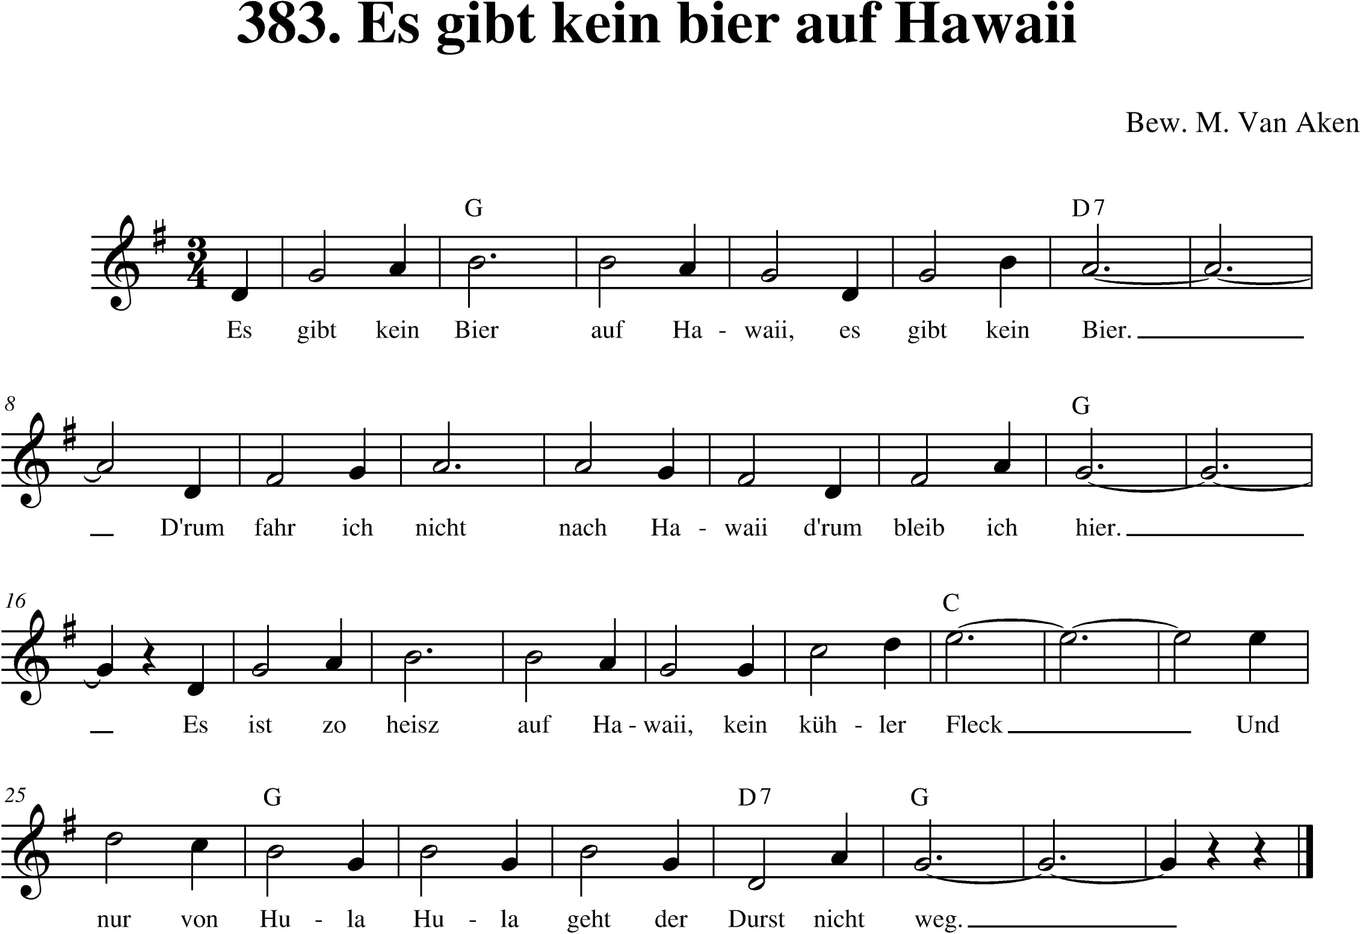 383. Es gibt kein bier auf Hawaii
Bew. M. Van Aken
G D7
3
4
Es gibt kein Bier auf Ha - waii, es gibt kein Bier.
8 G
D'rum fahr ich nicht nach Ha - waii d'rum bleib ich hier.
16 C
Es ist zo heisz auf Ha - waii, kein küh - ler Fleck Und
25 G D7 G
nur von Hu - la Hu - la geht der Durst nicht weg.